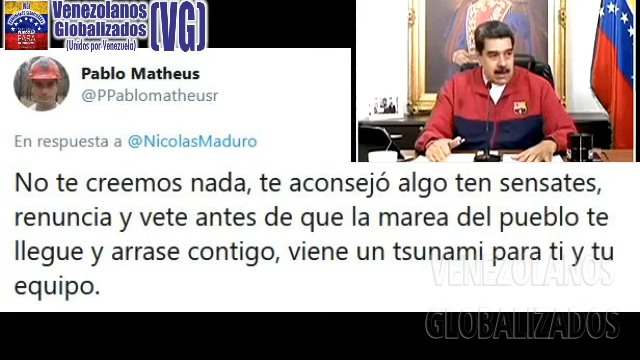 Venezolanos
Globalizados
(Unidos por Venezuela)
(VG)
PARA
Pablo Matheus
@PPablomatheusr
En respuesta a @NicolasMaduro
No te creemos nada, te aconsejó algo ten sensates,
renuncia y vete antes de que la marea del pueblo te
llegue y arrase contigo, viene un tsunami para ti y tu
equipo.
VENEZOLANOS
GLOBALIZADOS